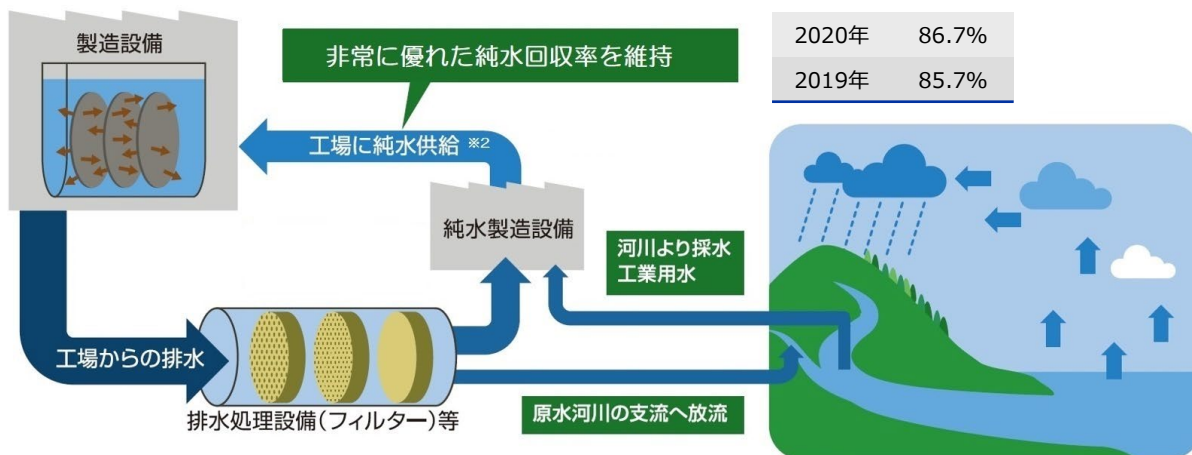 製造設備
非常に優れた純水回収率を維持
2020年 86.7%
2019年 85.7%
工場に純水供給 ※2
純水製造設備
河川より採水
工業用水
工場からの排水
排水処理設備(フィルター)等
原水河川の支流へ放流